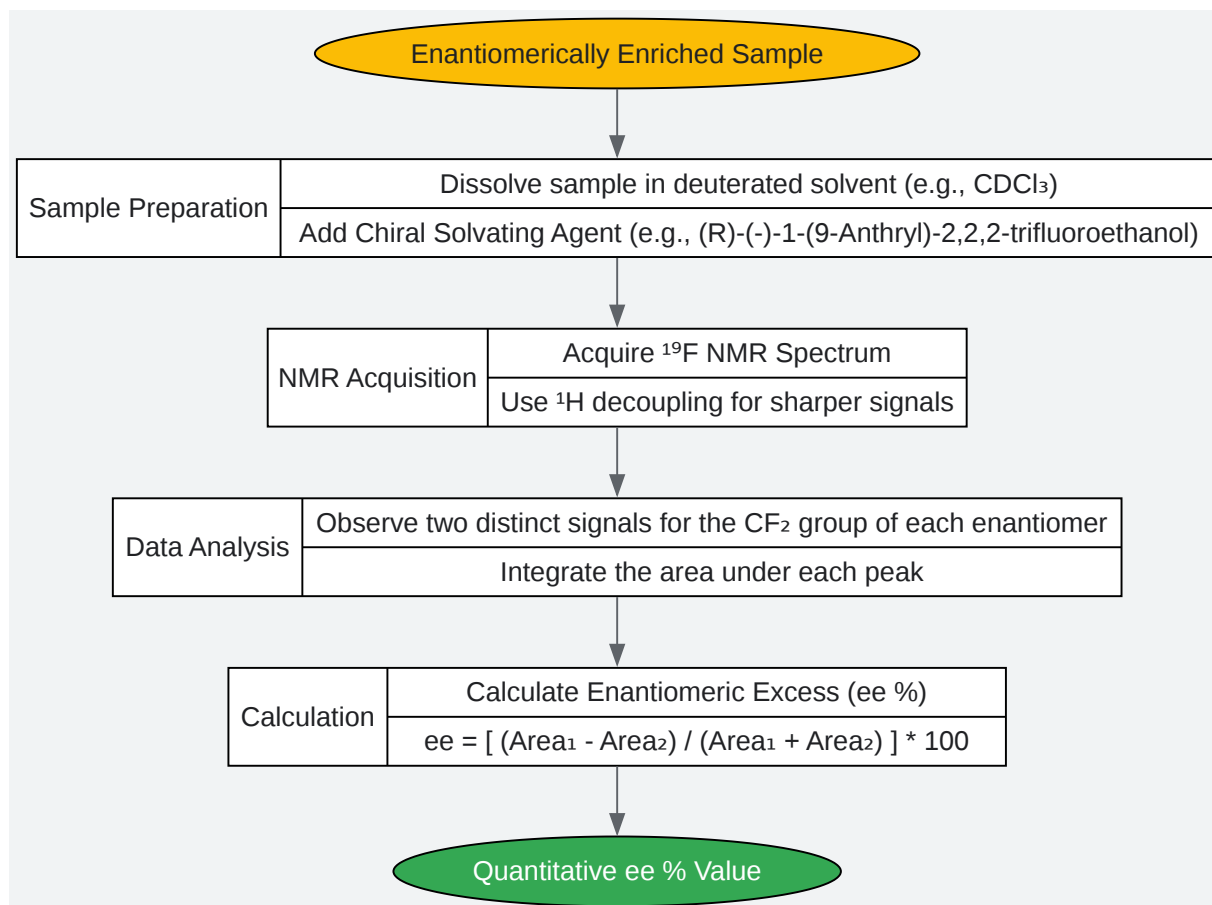 Enantiomerically Enriched Sample
Sample Preparation
Dissolve sample in deuterated solvent (e.g., CDCl₃)
Add Chiral Solvating Agent (e.g., (R)-(-)-1-(9-Anthryl)-2,2,2-trifluoroethanol)
NMR Acquisition
Acquire ¹⁹F NMR Spectrum
Use ¹H decoupling for sharper signals
Data Analysis
Observe two distinct signals for the CF₂ group of each enantiomer
Integrate the area under each peak
Calculation
Calculate Enantiomeric Excess (ee %)
ee = [ (Area₁ - Area₂) / (Area₁ + Area₂) ] * 100
Quantitative ee % Value